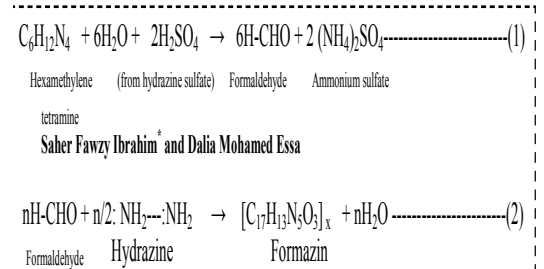 C₆H₁₂N₄ + 6H₂O + 2H₂SO₄ → 6H-CHO + 2 (NH₄)₂SO₄--------------------------(1)
Hexamethylene (from hydrazine sulfate) Formaldehyde Ammonium sulfate
tetramine
Saher Fawzy Ibrahim* and Dalia Mohamed Essa
nH-CHO + n/2: NH₂---:NH₂ → [C₁₇H₁₃N₅O₃]ₓ + nH₂O ------------------------(2)
Formaldehyde Hydrazine Formazin